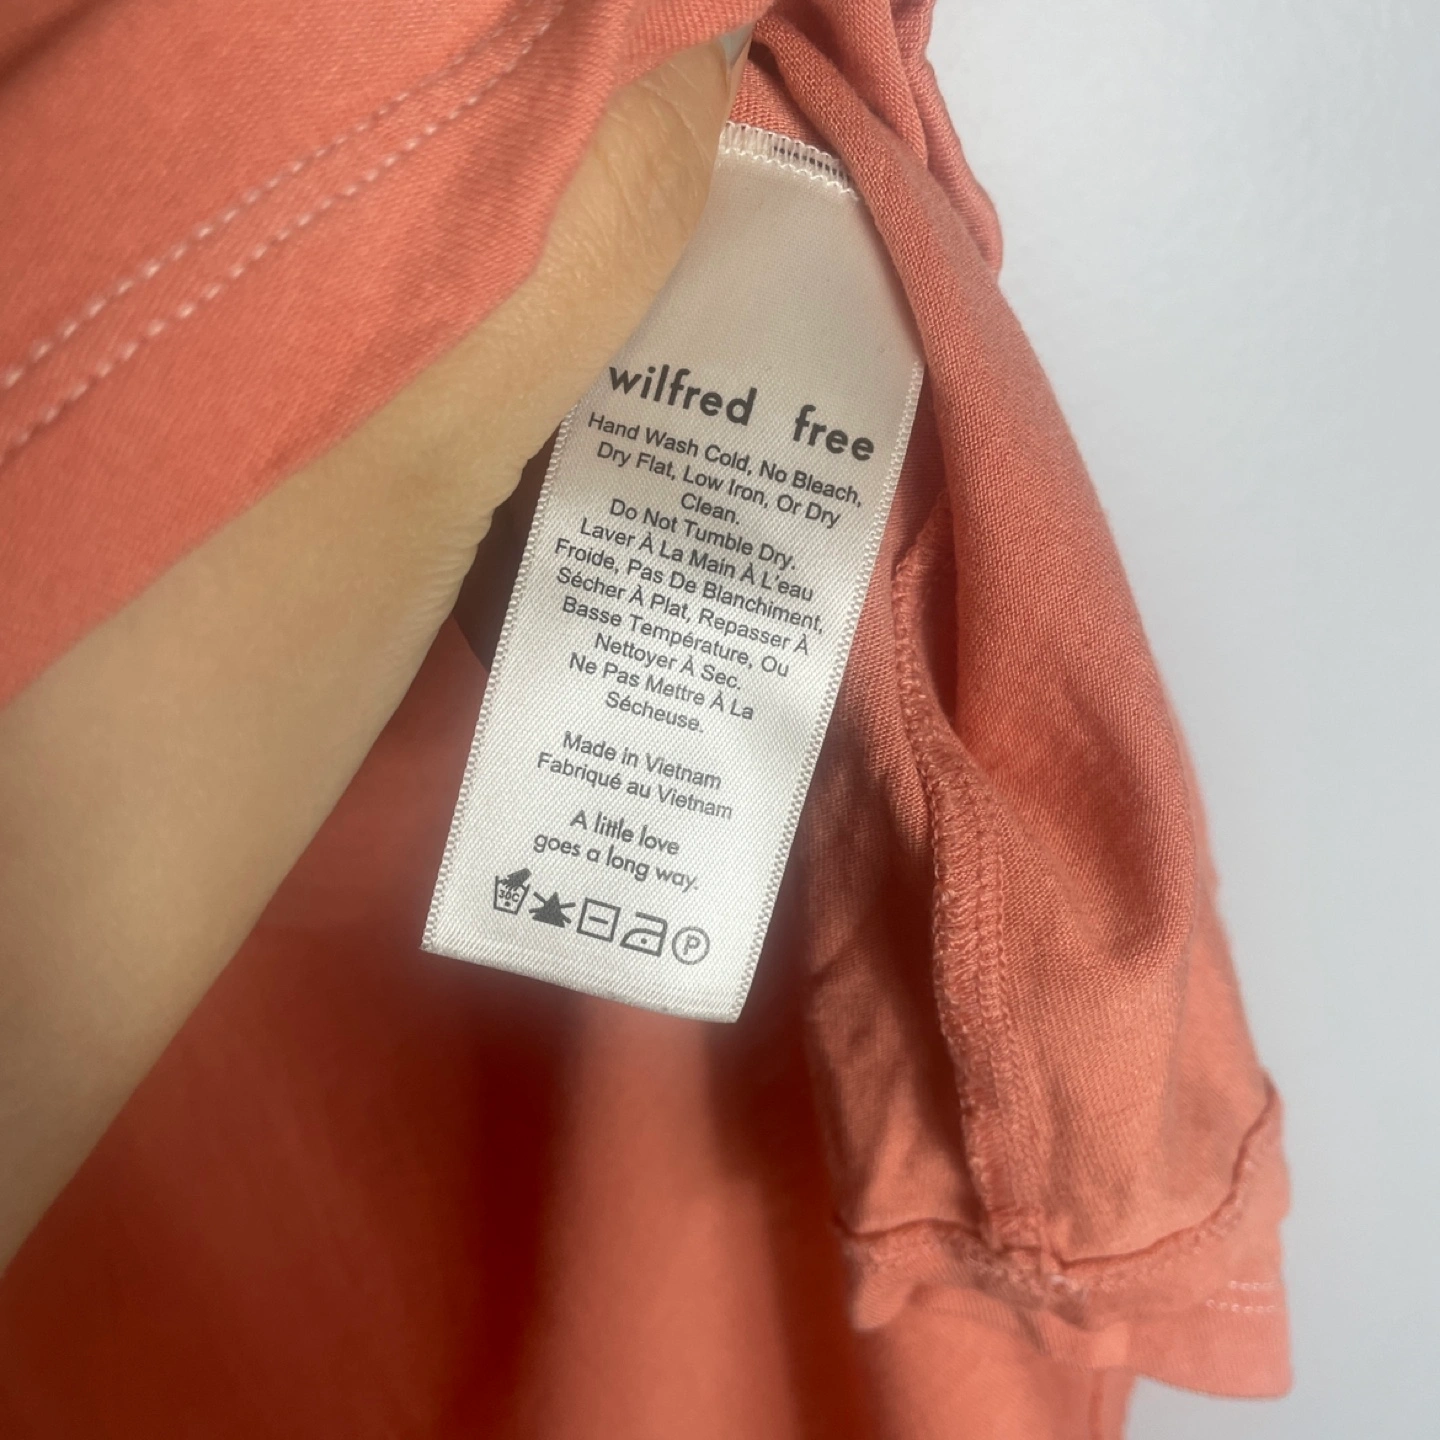 wilfred free
Hand Wash Cold, No Bleach,
Dry Flat, Low Iron, Or Dry
Clean.
Do Not Tumble Dry.
Laver À La Main À L'eau
Froide, Pas De Blanchiment,
Sécher À Plat, Repasser À
Basse Température, Ou
Nettoyer À Sec.
Ne Pas Mettre À La
Sécheuse.
Made in Vietnam
Fabriqué au Vietnam
A little love
goes a long way.
30C P